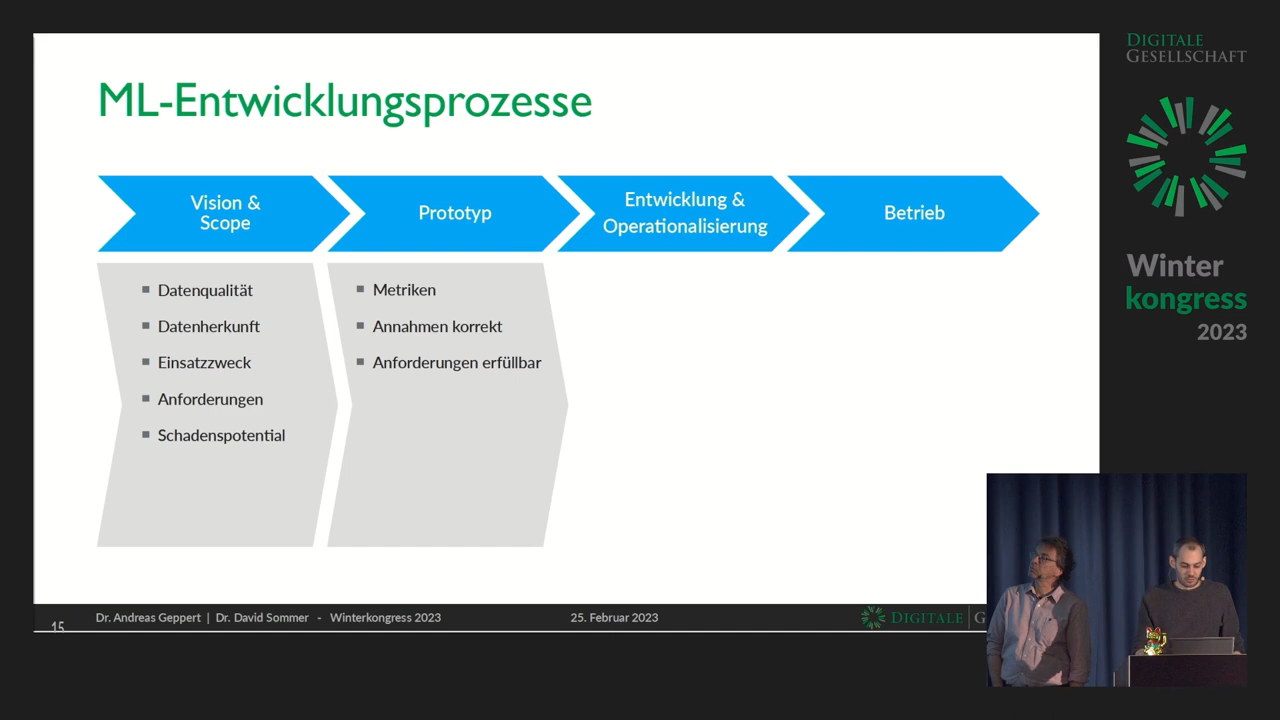 ML-Entwicklungsprozesse
Vision &
Scope
Prototyp
Entwicklung &
Operationalisierung
Betrieb
Datenqualität
Datenherkunft
Einsatzzweck
Anforderungen
Schadenspotential
Metriken
Annahmen korrekt
Anforderungen erfüllbar
15
Dr. Andreas Geppert | Dr. David Sommer - Winterkongress 2023
25. Februar 2023
DIGITALE G
DIGITALE
GESELLSCHAFT
Winter
kongress
2023